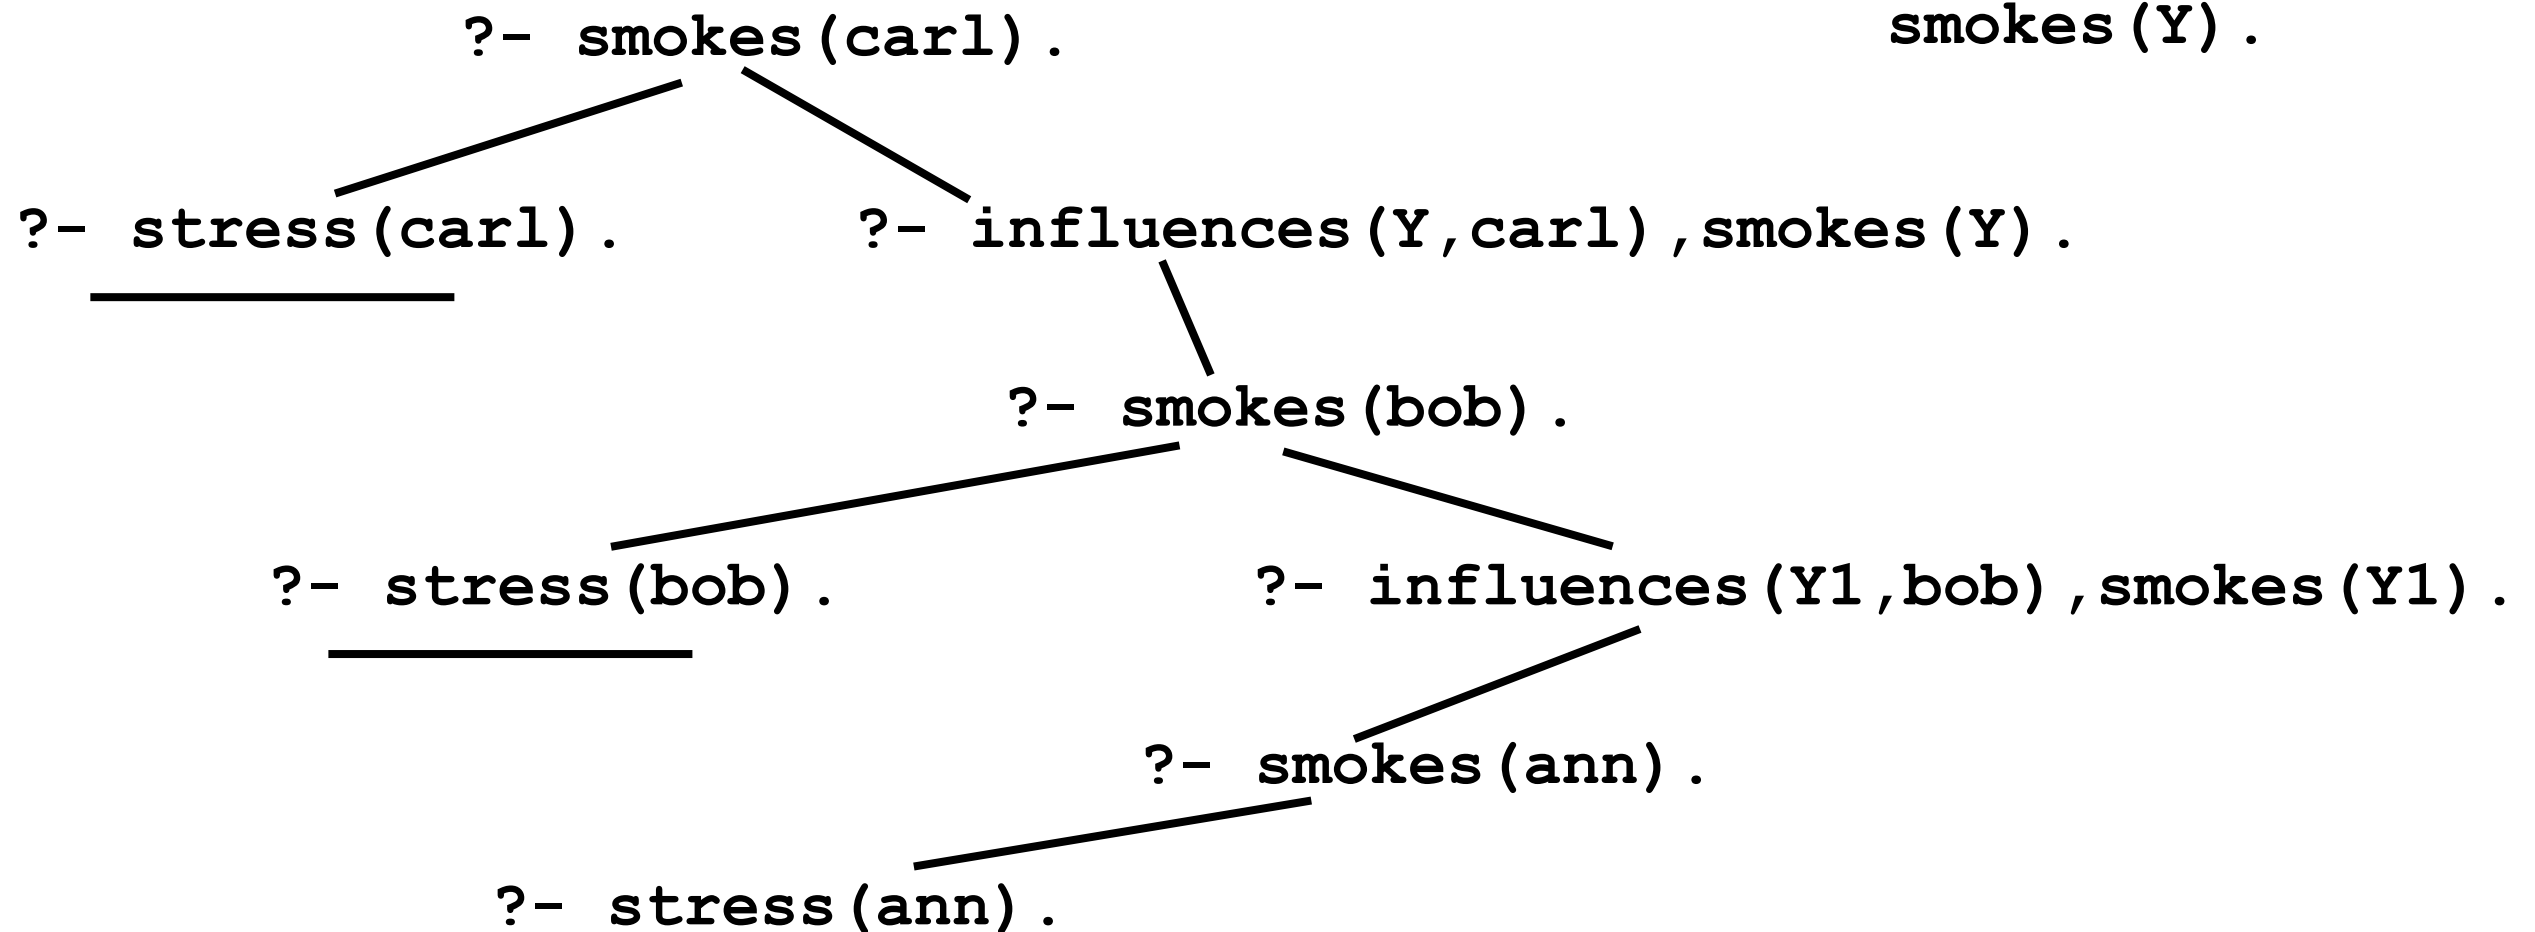 ?- smokes(carl).
smokes(Y).
?- stress(carl).
?- influences(Y,carl),smokes(Y).
?- smokes(bob).
?- stress(bob).
?- influences(Y1,bob),smokes(Y1).
?- smokes(ann).
?- stress(ann).